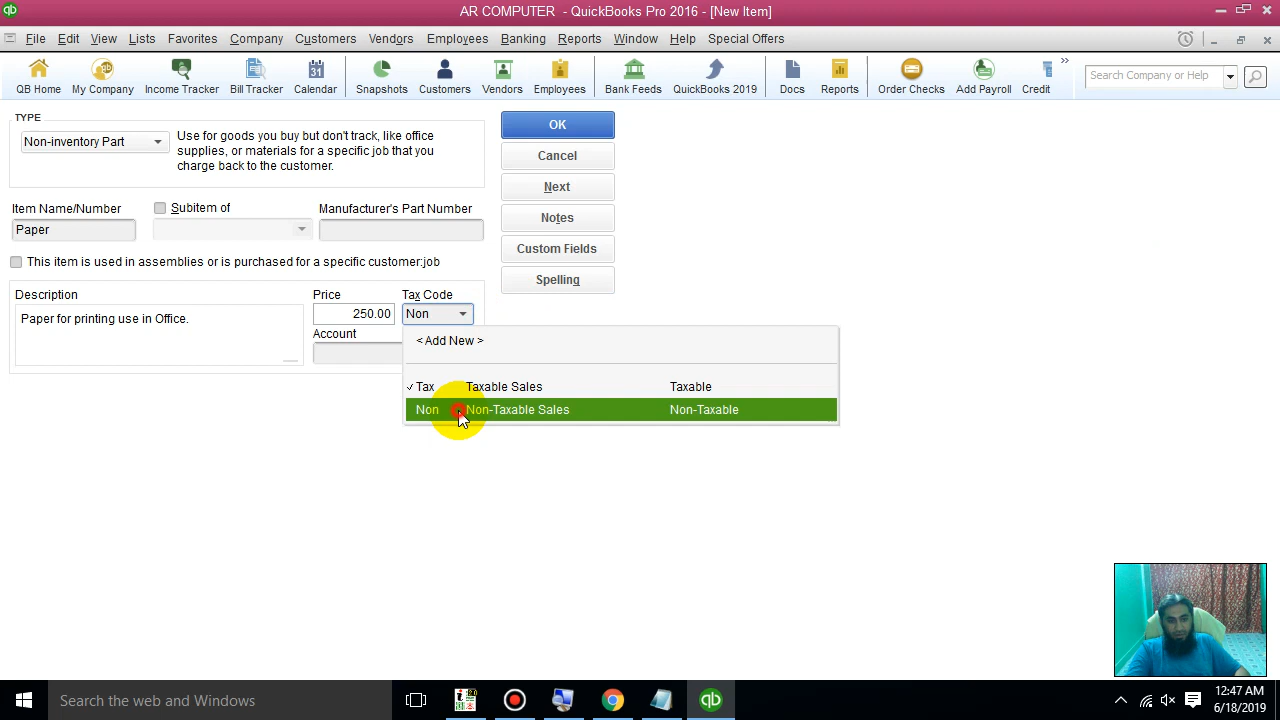 AR COMPUTER - QuickBooks Pro 2016 - [New Item]
File Edit View Lists Favorites Company Customers Vendors Employees Banking Reports Window Help Special Offers
QB Home My Company Income Tracker Bill Tracker Calendar Snapshots Customers Vendors Employees Bank Feeds QuickBooks 2019 Docs Reports Order Checks Add Payroll Credit
Search Company or Help
TYPE
Non-inventory Part
Use for goods you buy but don't track, like office
supplies, or materials for a specific job that you
charge back to the customer.
OK
Cancel
Next
Notes
Custom Fields
Spelling
Item Name/Number
Subitem of
Manufacturer's Part Number
Paper
This item is used in assemblies or is purchased for a specific customer:job
Description
Price
Tax Code
Paper for printing use in Office.
250.00
Non
Account
< Add New >
Tax Taxable Sales Taxable
Non Non-Taxable Sales Non-Taxable
Search the web and Windows
12:47 AM
6/18/2019